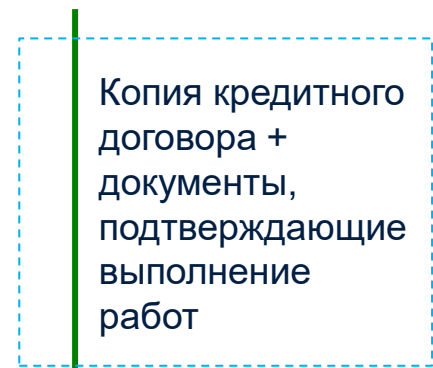 Копия кредитного
договора +
документы,
подтверждающие
выполнение
работ